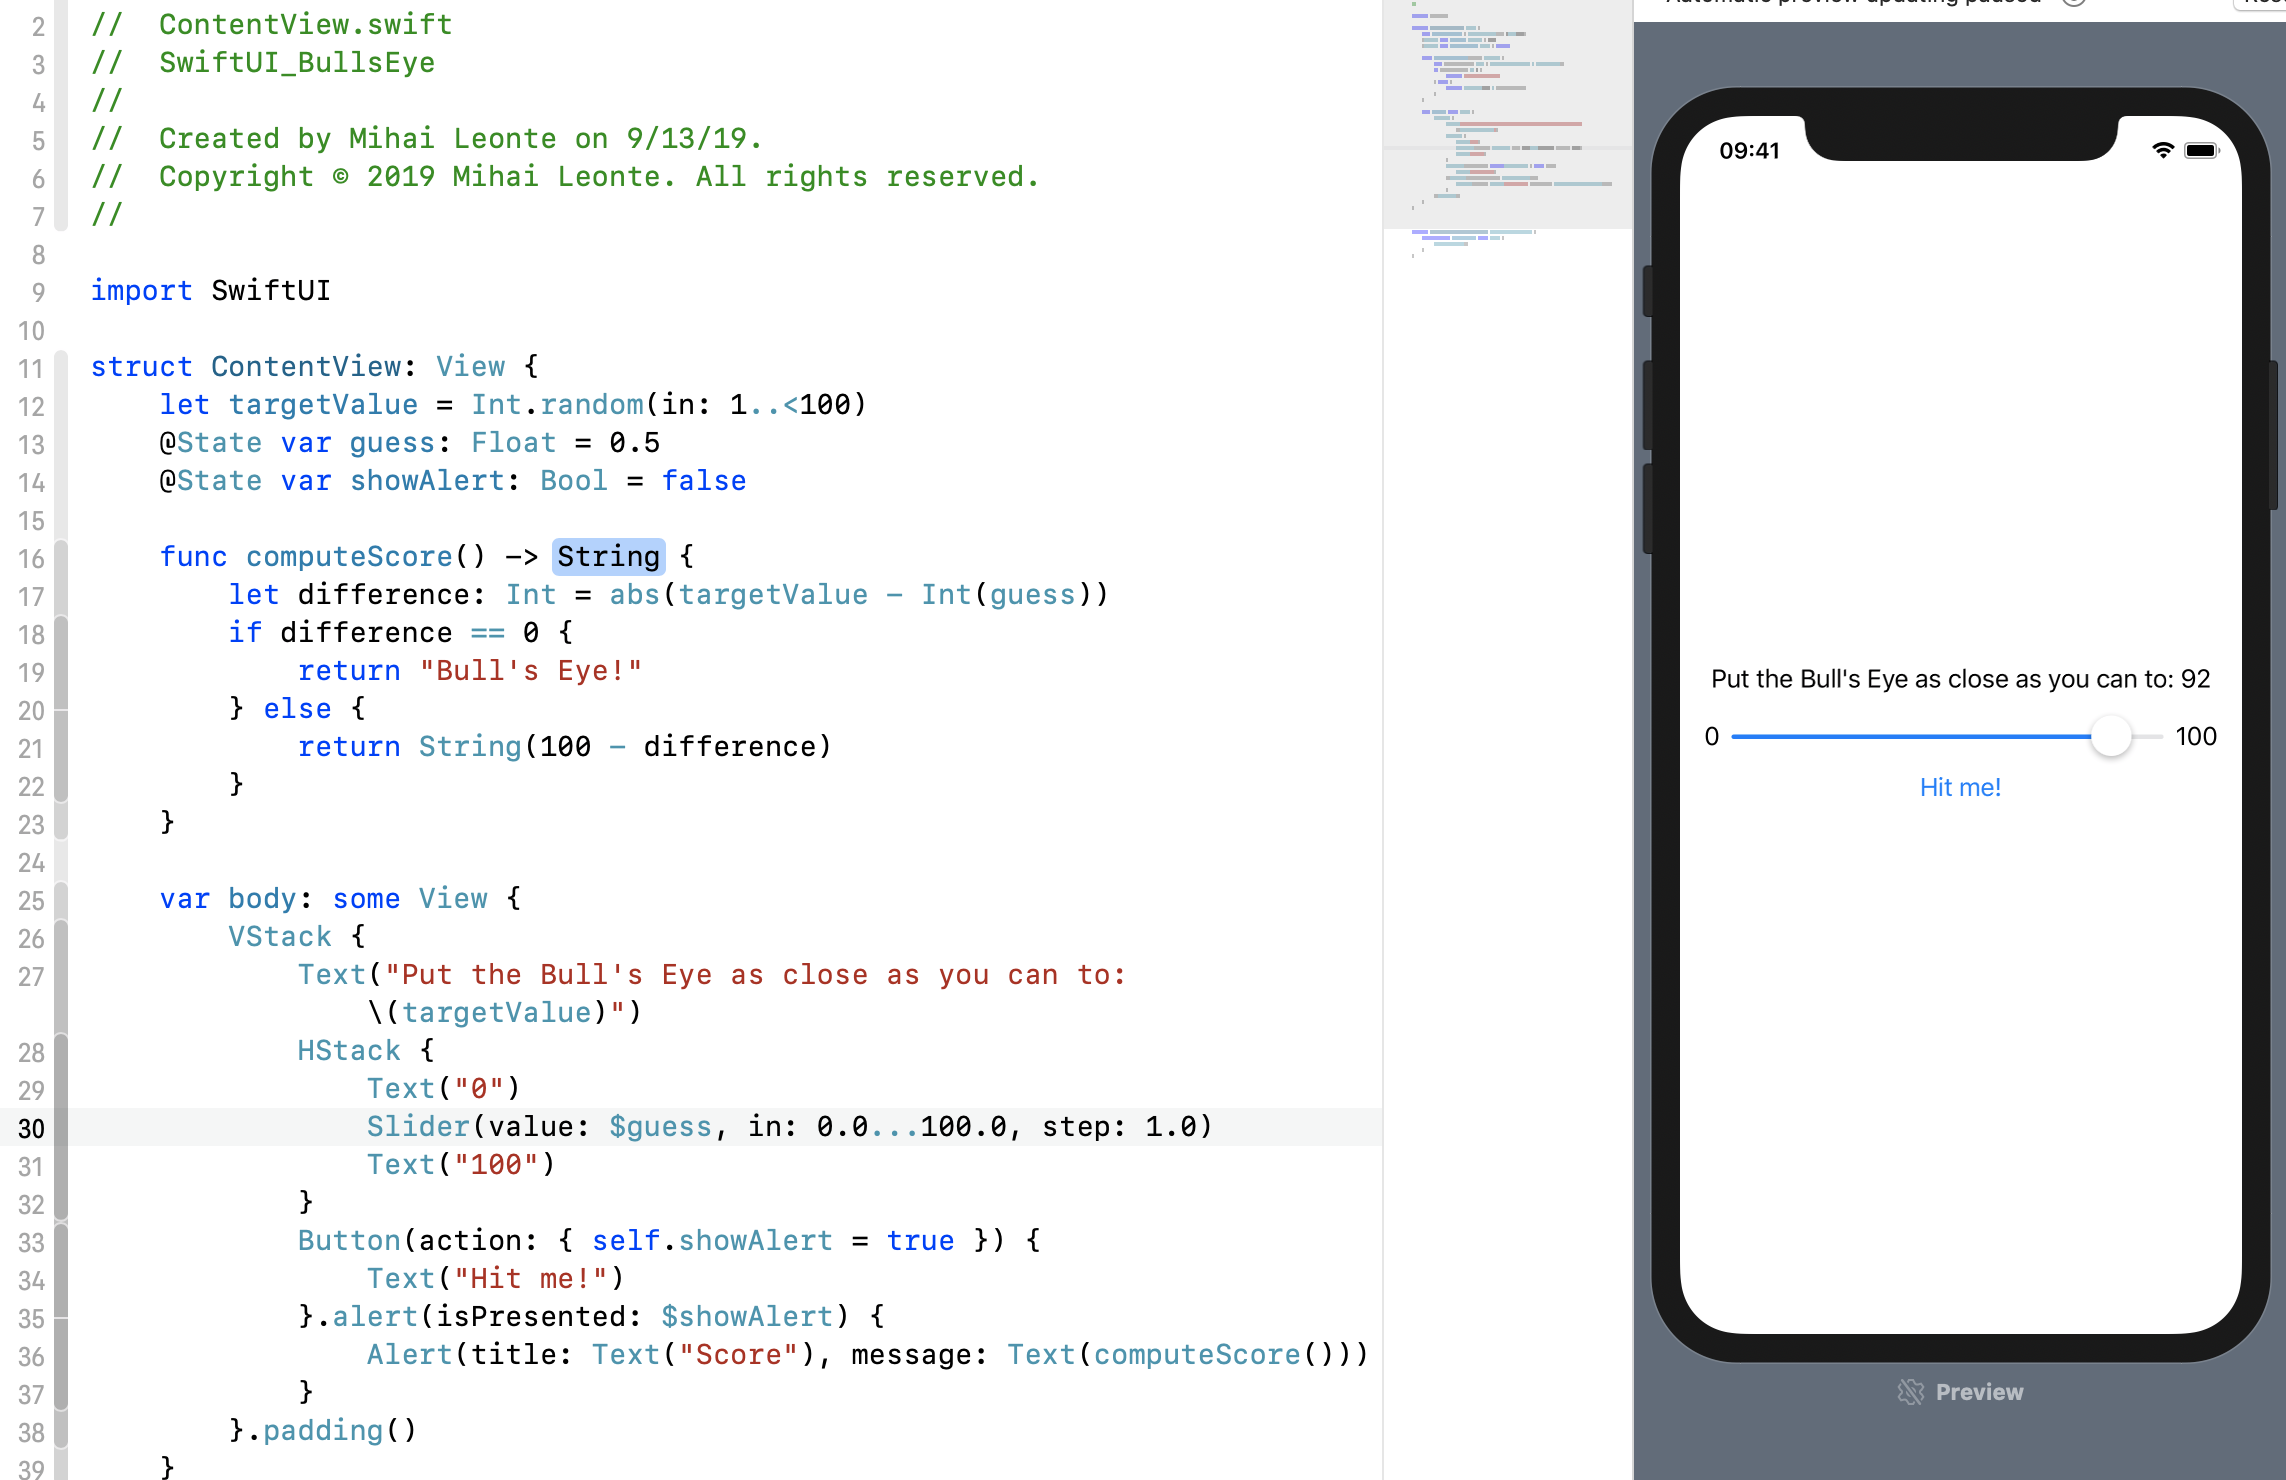 Automatic preview updating paused
2 //  ContentView.swift
3 //  SwiftUI_BullsEye
4 //
5 //  Created by Mihai Leonte on 9/13/19.
6 //  Copyright © 2019 Mihai Leonte. All rights reserved.
7 //
8
9 import SwiftUI
10
11 struct ContentView: View {
12     let targetValue = Int.random(in: 1..<100)
13     @State var guess: Float = 0.5
14     @State var showAlert: Bool = false
15
16     func computeScore() -> String {
17         let difference: Int = abs(targetValue - Int(guess))
18         if difference == 0 {
19             return "Bull's Eye!"
20         } else {
21             return String(100 - difference)
22         }
23     }
24
25     var body: some View {
26         VStack {
27             Text("Put the Bull's Eye as close as you can to:
                 \(targetValue)")
28             HStack {
29                 Text("0")
30                 Slider(value: $guess, in: 0.0...100.0, step: 1.0)
31                 Text("100")
32             }
33             Button(action: { self.showAlert = true }) {
34                 Text("Hit me!")
35             }.alert(isPresented: $showAlert) {
36                 Alert(title: Text("Score"), message: Text(computeScore()))
37             }
38         }.padding()
39     }
09:41
Put the Bull's Eye as close as you can to: 92
0 100
Hit me!
Preview